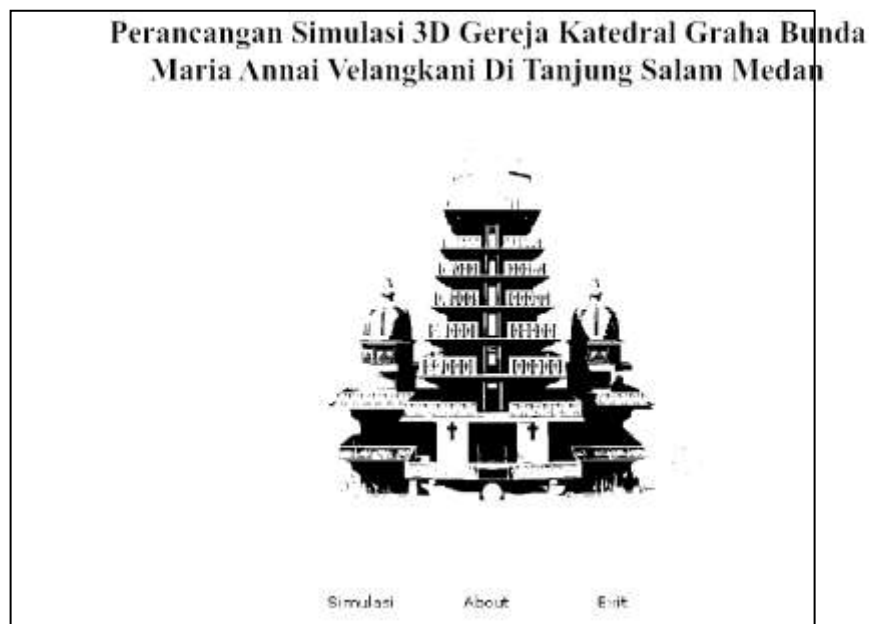 Perancangan Simulasi 3D Gereja Katedral Graha Bunda
Maria Annai Velangkani Di Tanjung Salam Medan
Simulasi About Exit